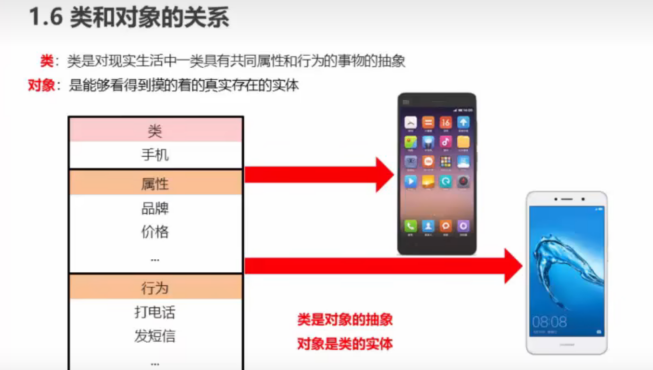 1.6 类和对象的关系
类：类是对现实生活中一类具有共同属性和行为的事物的抽象
对象：是能够看得到摸的着的真实存在的实体
类
手机
属性
品牌
价格
...
行为
打电话
发短信
...
类是对象的抽象
对象是类的实体
08:08